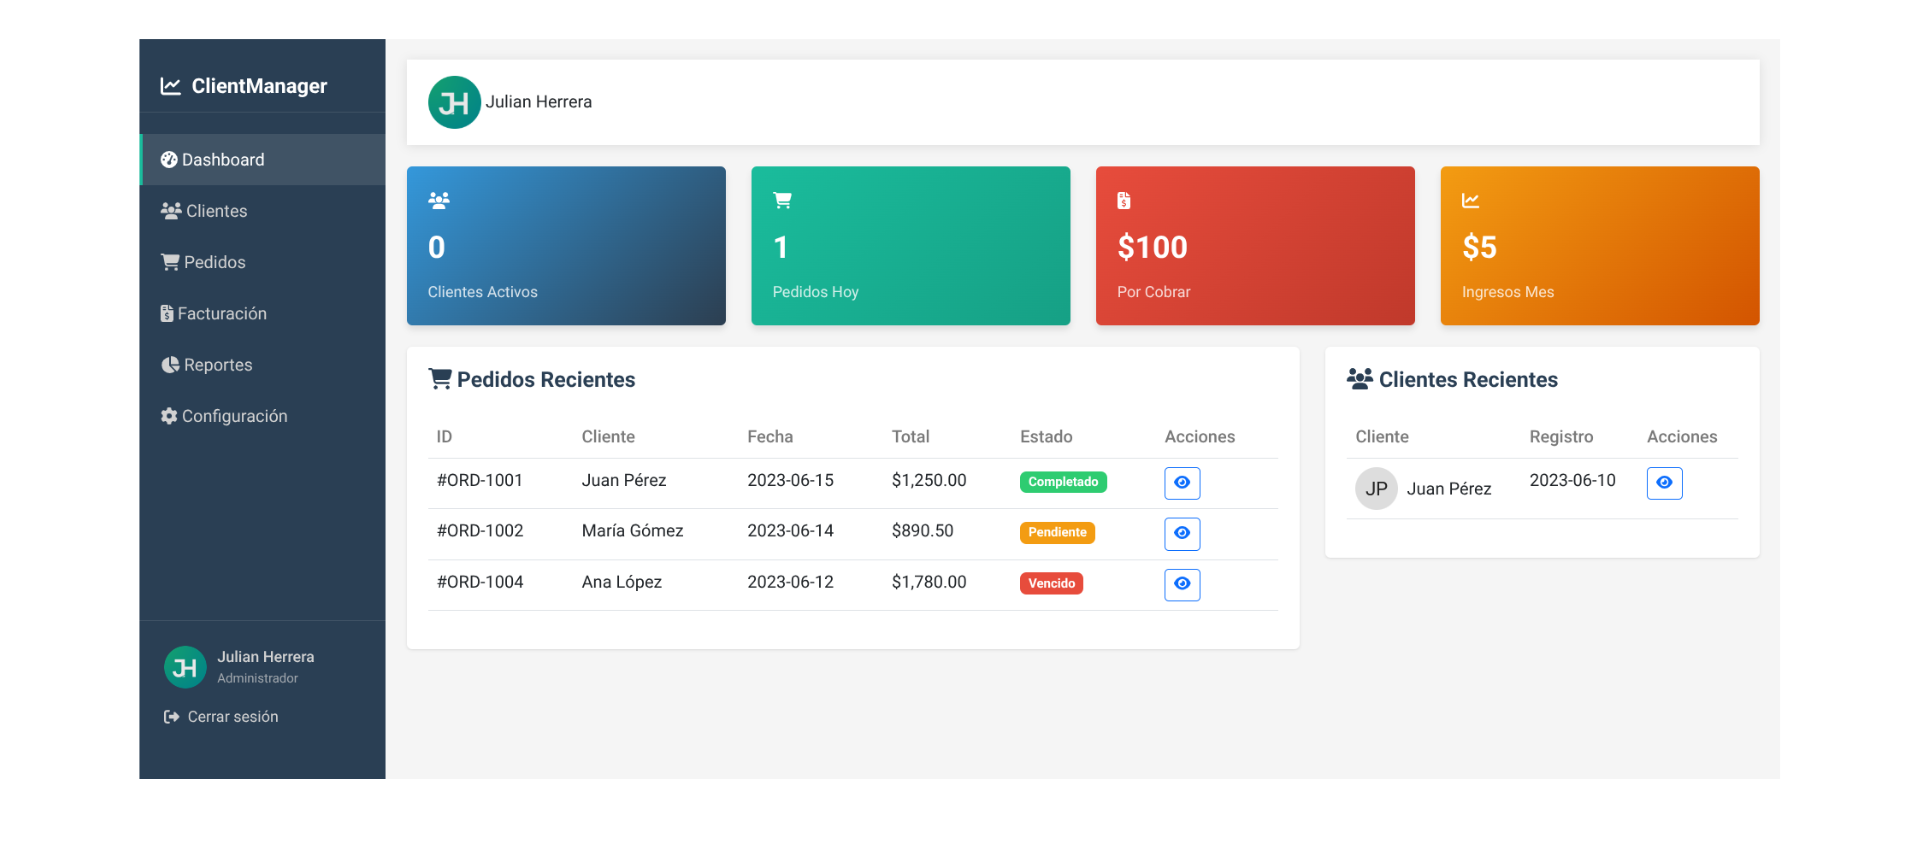 ClientManager
Dashboard
Clientes
Pedidos
Facturación
Reportes
Configuración
JH Julian Herrera
Administrador
Cerrar sesión
JH Julian Herrera
0
Clientes Activos
1
Pedidos Hoy
$100
Por Cobrar
$5
Ingresos Mes
Pedidos Recientes
ID Cliente Fecha Total Estado Acciones
#ORD-1001 Juan Pérez 2023-06-15 $1,250.00 Completado
#ORD-1002 María Gómez 2023-06-14 $890.50 Pendiente
#ORD-1004 Ana López 2023-06-12 $1,780.00 Vencido
Clientes Recientes
Cliente Registro Acciones
JP Juan Pérez 2023-06-10